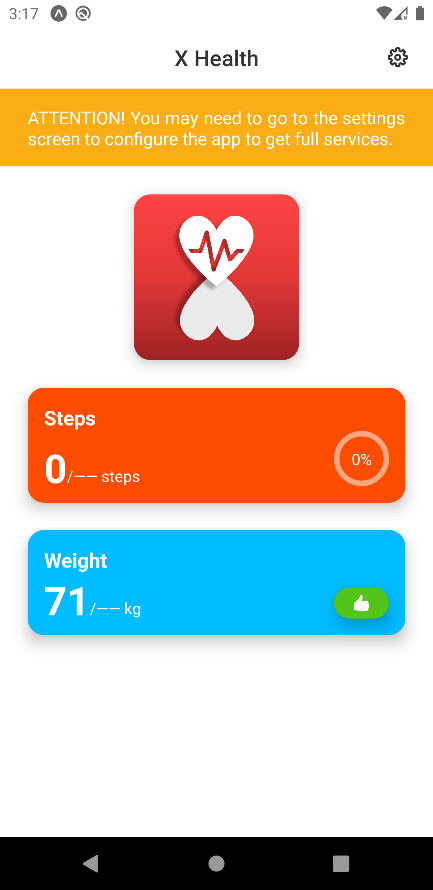 3:17
X Health
ATTENTION! You may need to go to the settings
screen to configure the app to get full services.
Steps
0/−− steps
0%
Weight
71/−− kg